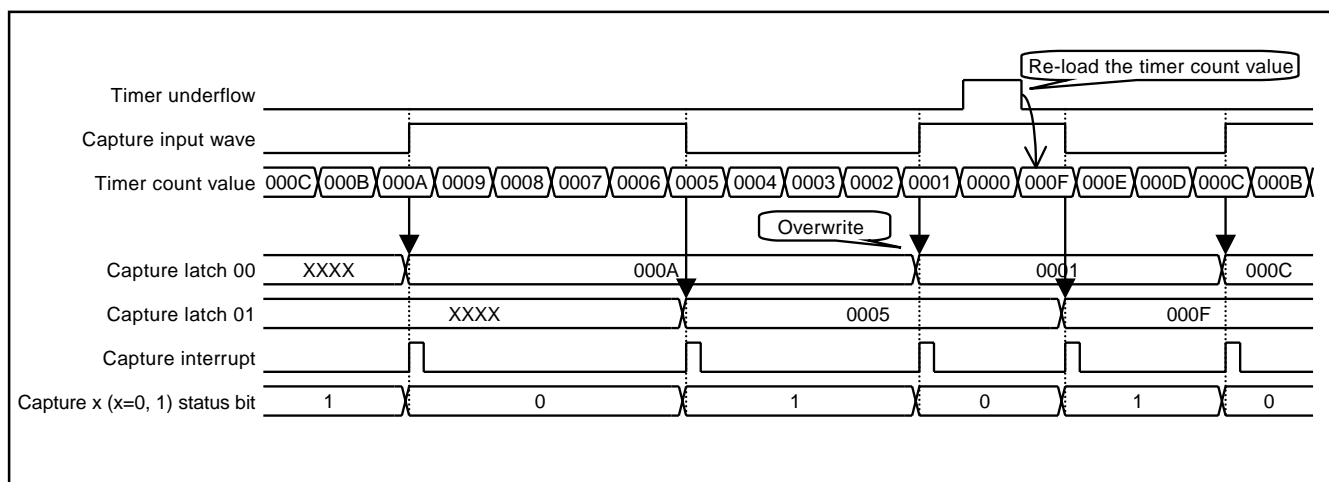 Re-load the timer count value
Timer underflow
Capture input wave
Timer count value 000C 000B 000A 0009 0008 0007 0006 0005 0004 0003 0002 0001 0000 000F 000E 000D 000C 000B
Overwrite
Capture latch 00 XXXX 000A 0001 000C
Capture latch 01 XXXX 0005 000F
Capture interrupt
Capture x (x=0, 1) status bit 1 0 1 0 1 0